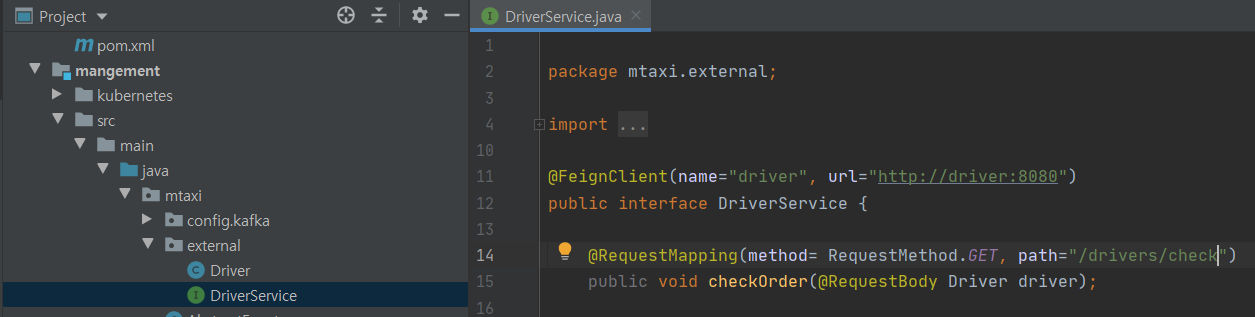 Project
pom.xml
mangement
kubernetes
src
main
java
mtaxi
config.kafka
external
Driver
DriverService
DriverService.java
1
2 package mtaxi.external;
3
4 import ...
10
11 @FeignClient(name="driver", url="http://driver:8080")
12 public interface DriverService {
13
14 @RequestMapping(method= RequestMethod.GET, path="/drivers/check")
15 public void checkOrder(@RequestBody Driver driver);
16